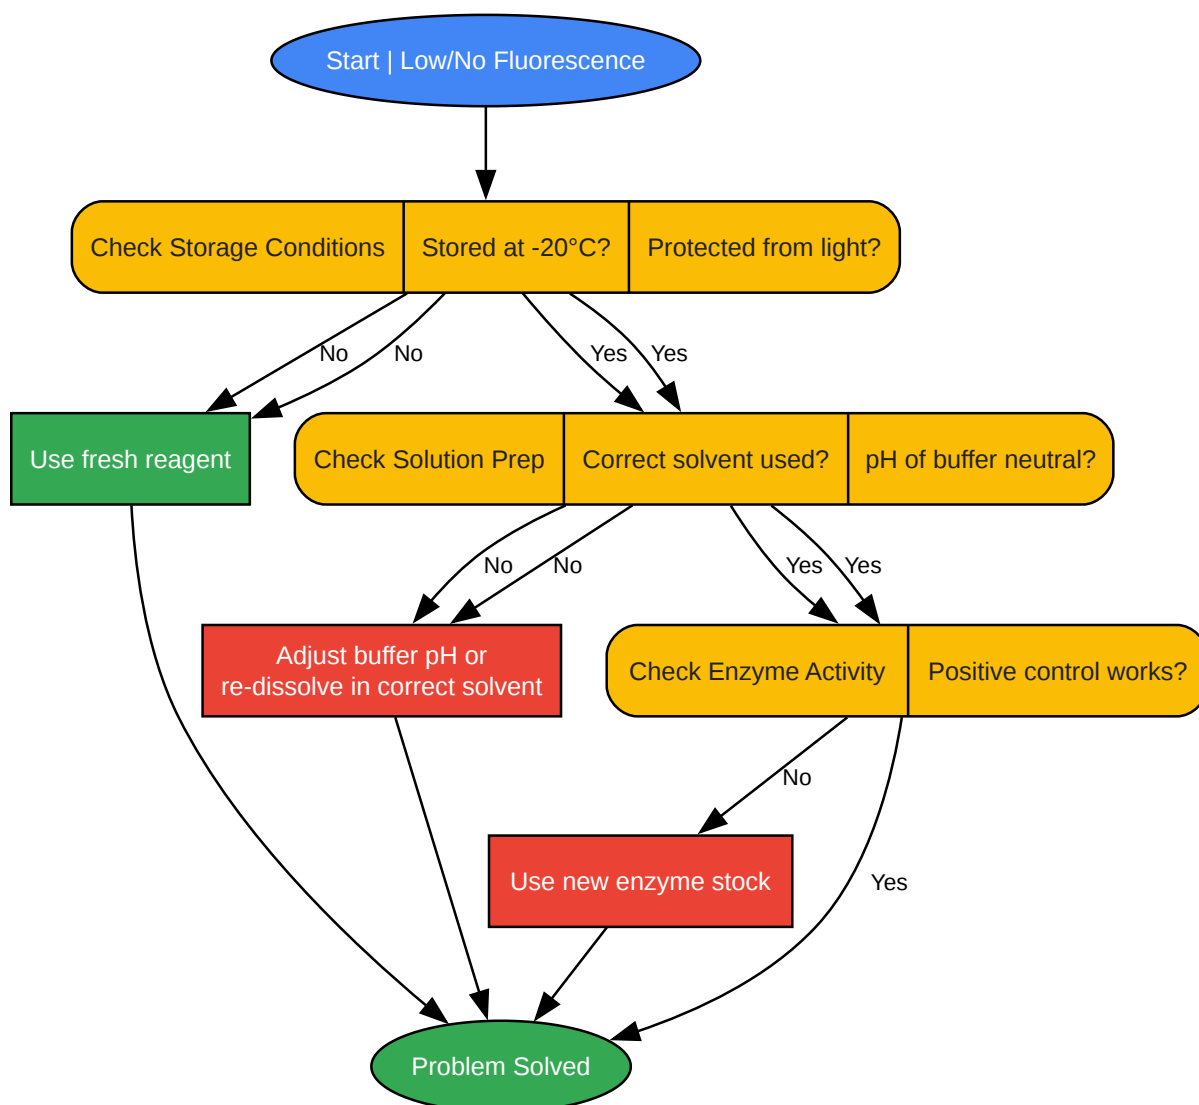 Start | Low/No Fluorescence
Check Storage Conditions
Stored at -20°C?
Protected from light?
No
No
Yes
Yes
Use fresh reagent
Check Solution Prep
Correct solvent used?
pH of buffer neutral?
No
No
Yes
Yes
Adjust buffer pH or
re-dissolve in correct solvent
Check Enzyme Activity
Positive control works?
No
Use new enzyme stock
Yes
Problem Solved